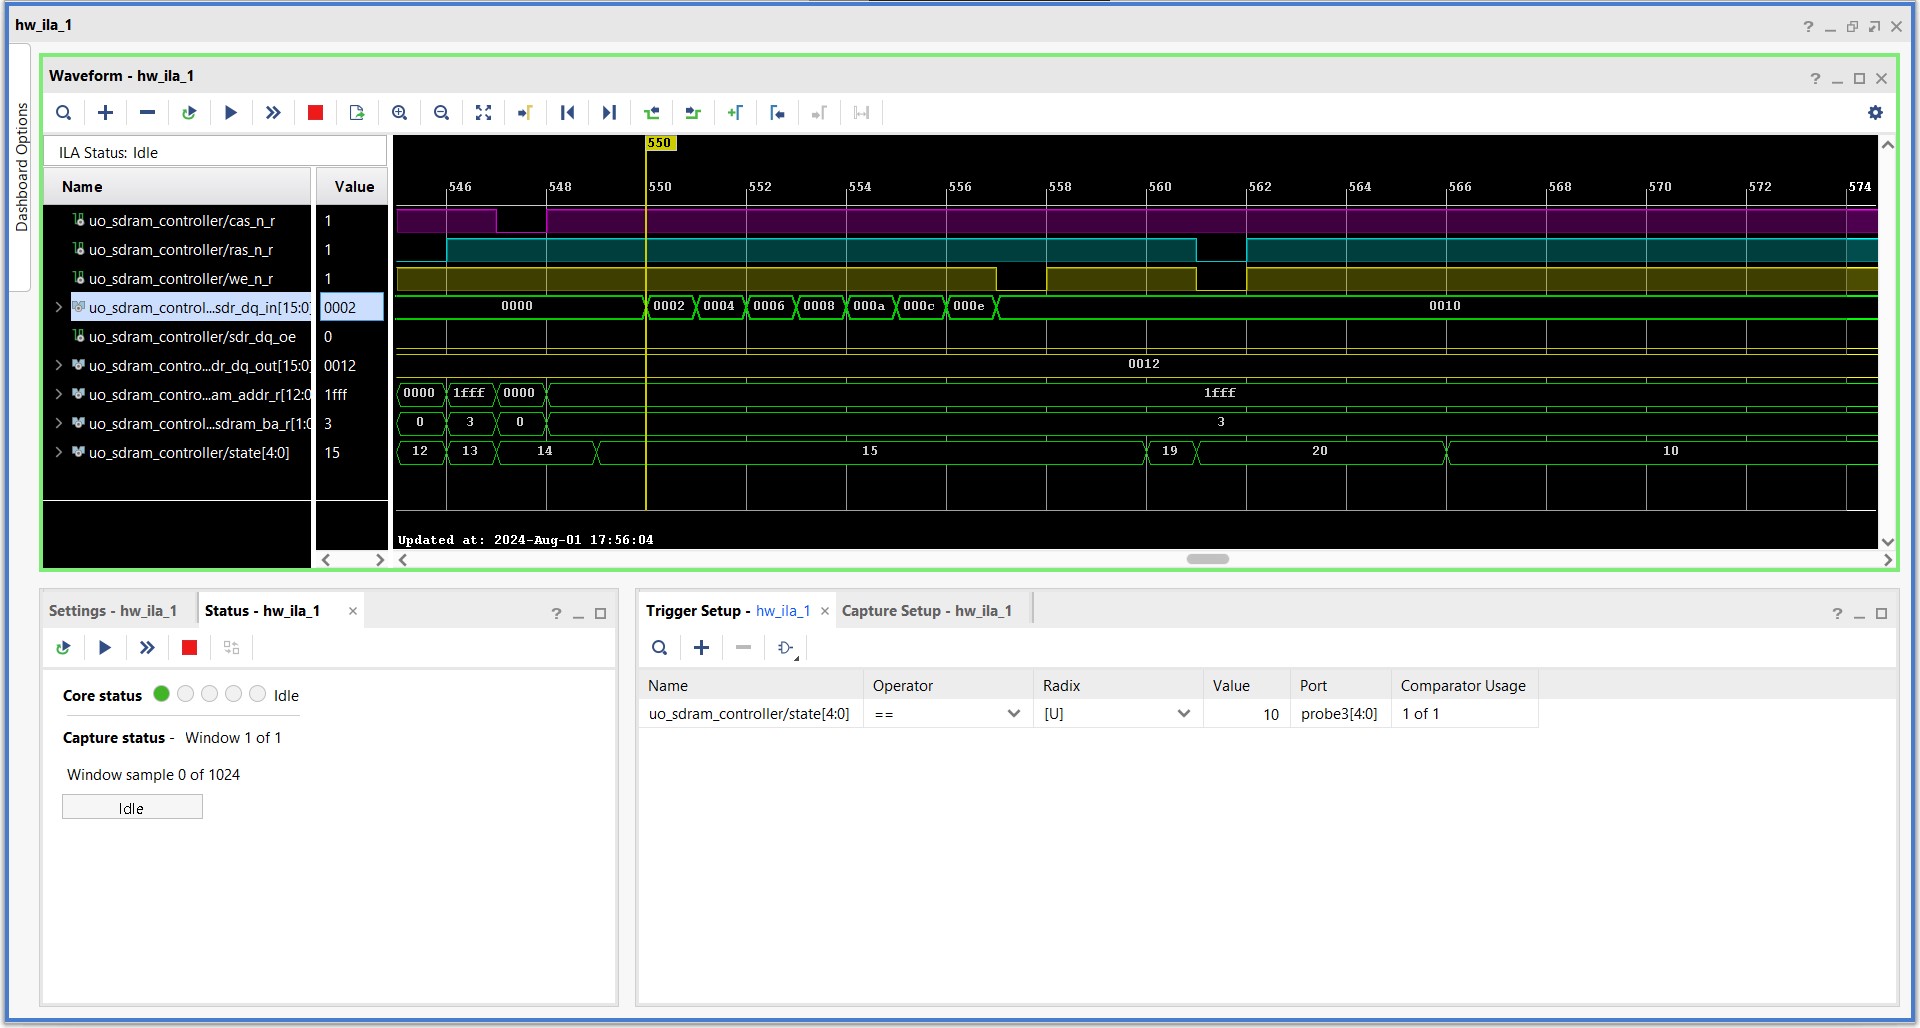 hw_ila_1
Dashboard Options
Waveform - hw_ila_1
ILA Status: Idle
Name Value
550
546 548 550 552 554 556 558 560 562 564 566 568 570 572 574
uo_sdram_controller/cas_n_r 1
uo_sdram_controller/ras_n_r 1
uo_sdram_controller/we_n_r 1
uo_sdram_control...sdr_dq_in[15:0] 0002 0000 0002 0004 0006 0008 000a 000c 000e 0010
uo_sdram_controller/sdr_dq_oe 0
uo_sdram_contro...dr_dq_out[15:0] 0012 0012
uo_sdram_contro...am_addr_r[12:0 1fff 0000 1fff 0000 1fff
uo_sdram_control...sdram_ba_r[1:0 3 0 3 0 3
uo_sdram_controller/state[4:0] 15 12 13 14 15 19 20 10
Updated at: 2024-Aug-01 17:56:04
Settings - hw_ila_1 Status - hw_ila_1
Core status Idle
Capture status - Window 1 of 1
Window sample 0 of 1024
Idle
Trigger Setup - hw_ila_1 Capture Setup - hw_ila_1
Name Operator Radix Value Port Comparator Usage
uo_sdram_controller/state[4:0] == [U] 10 probe3[4:0] 1 of 1